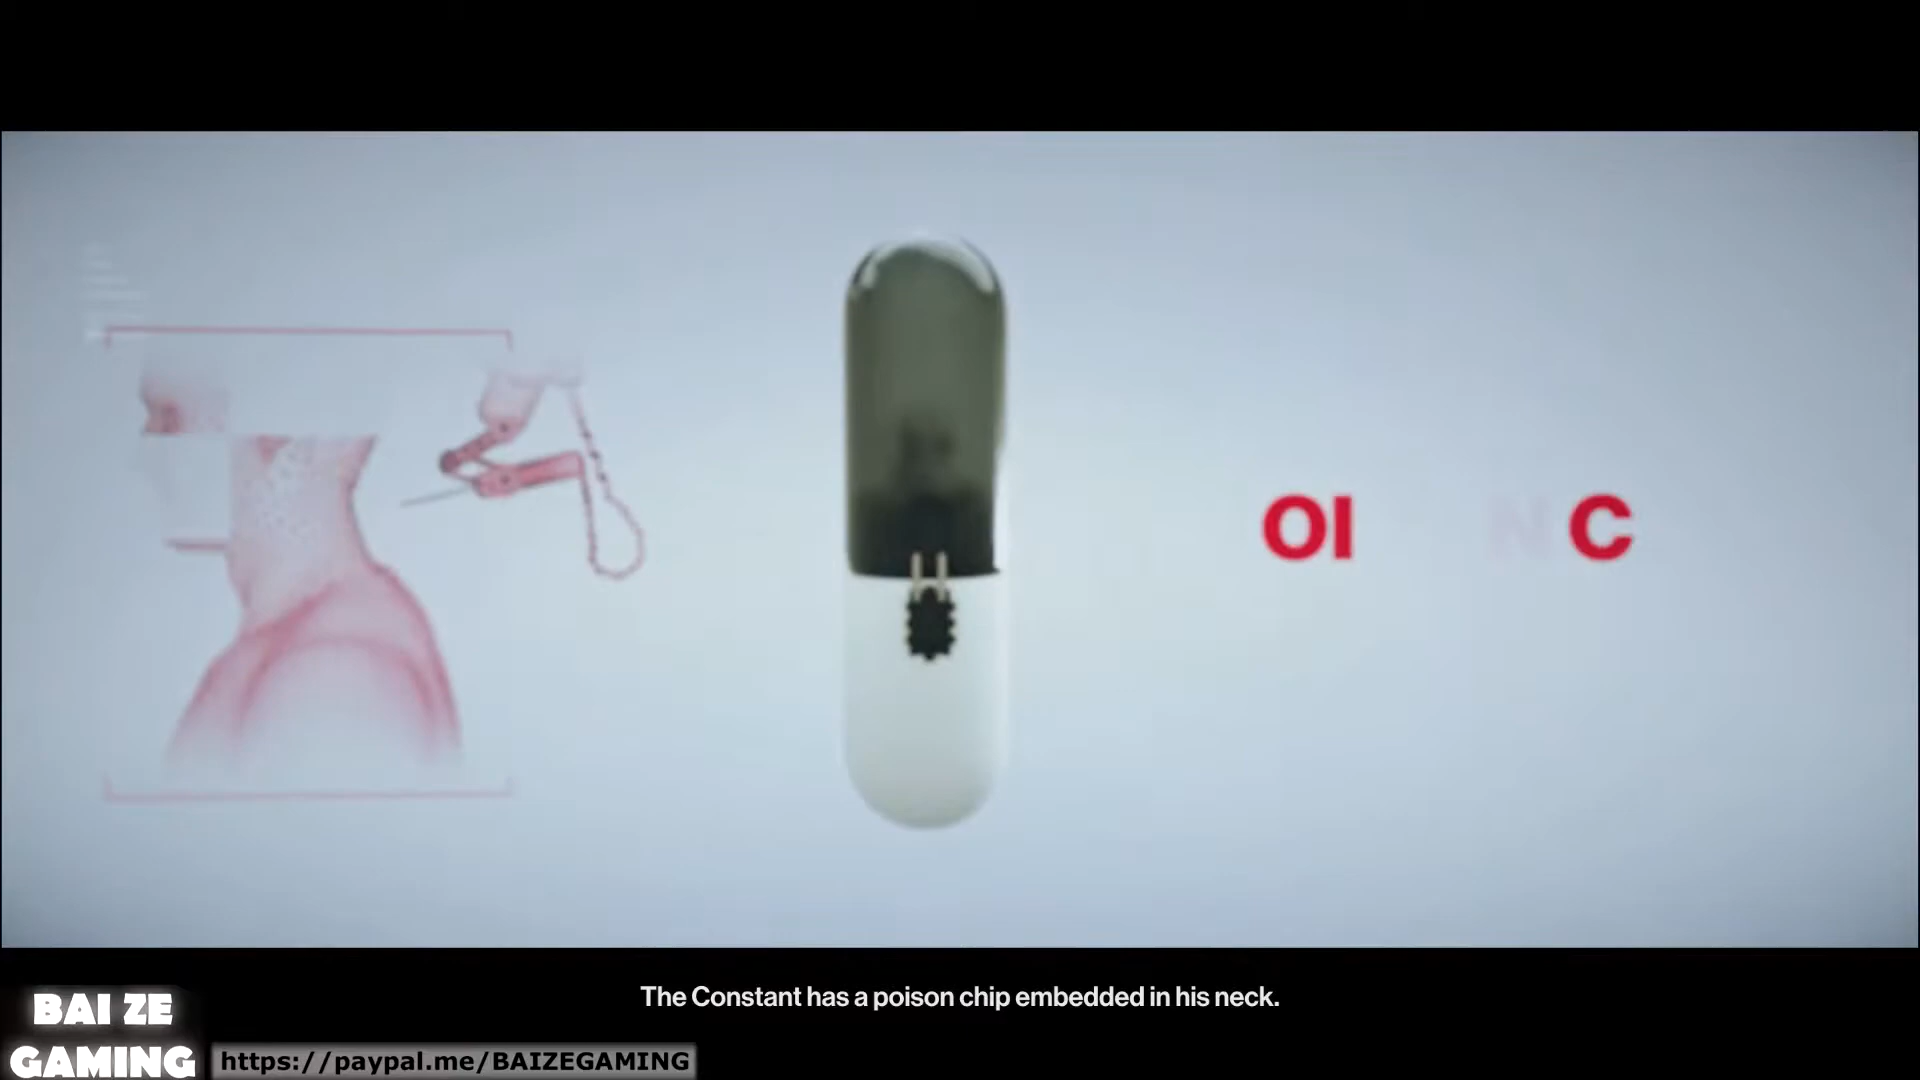 OI N C
The Constant has a poison chip embedded in his neck.
BAI ZE
GAMING
https://paypal.me/BAIZEGAMING